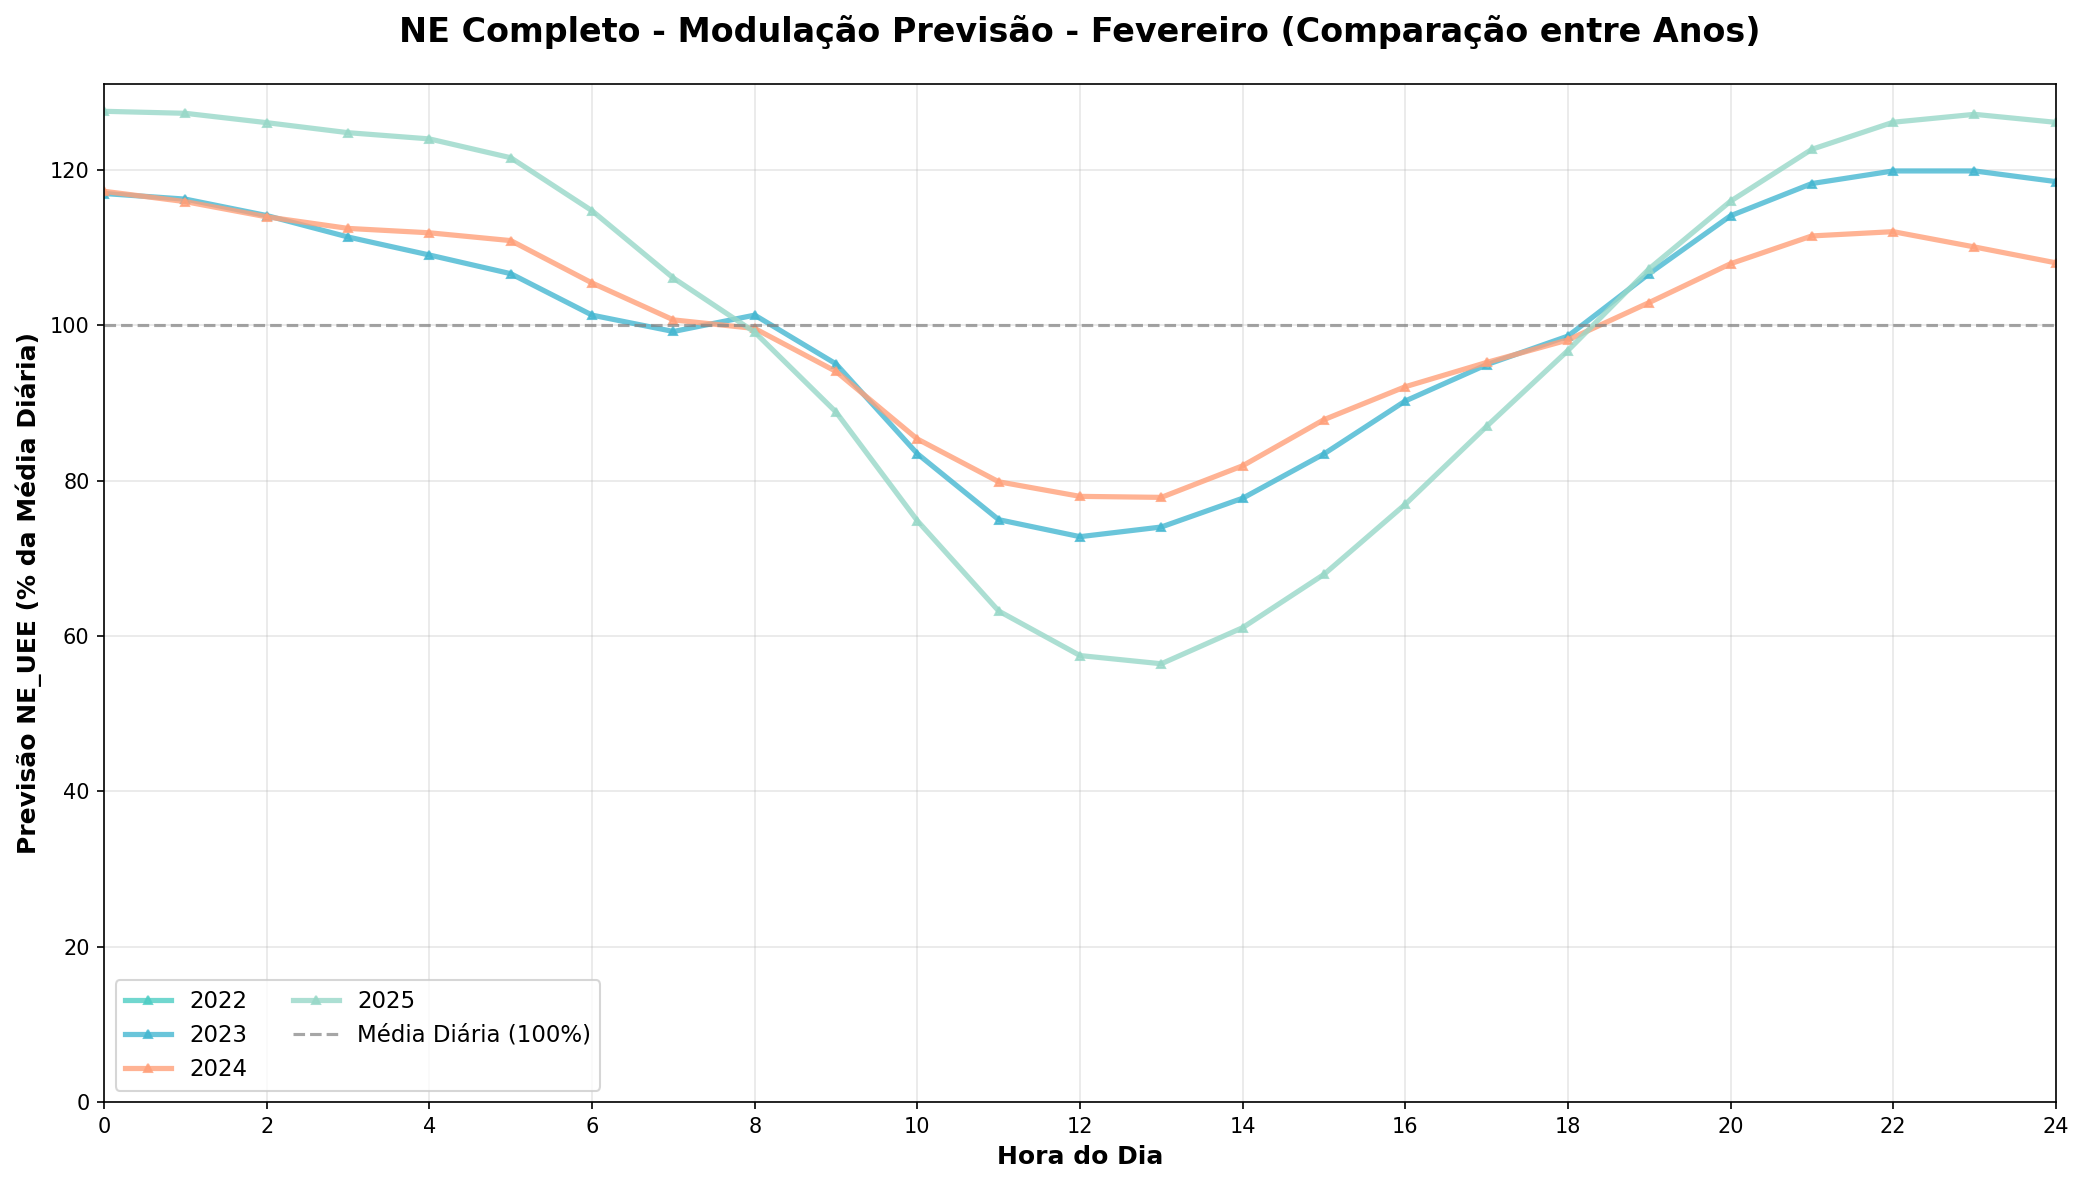 NE Completo - Modulação Previsão - Fevereiro (Comparação entre Anos)
Previsão NE_UEE (% da Média Diária)
120
100
80
60
40
20
0
2022
2023
2024
2025
Média Diária (100%)
0 2 4 6 8 10 12 14 16 18 20 22 24
Hora do Dia